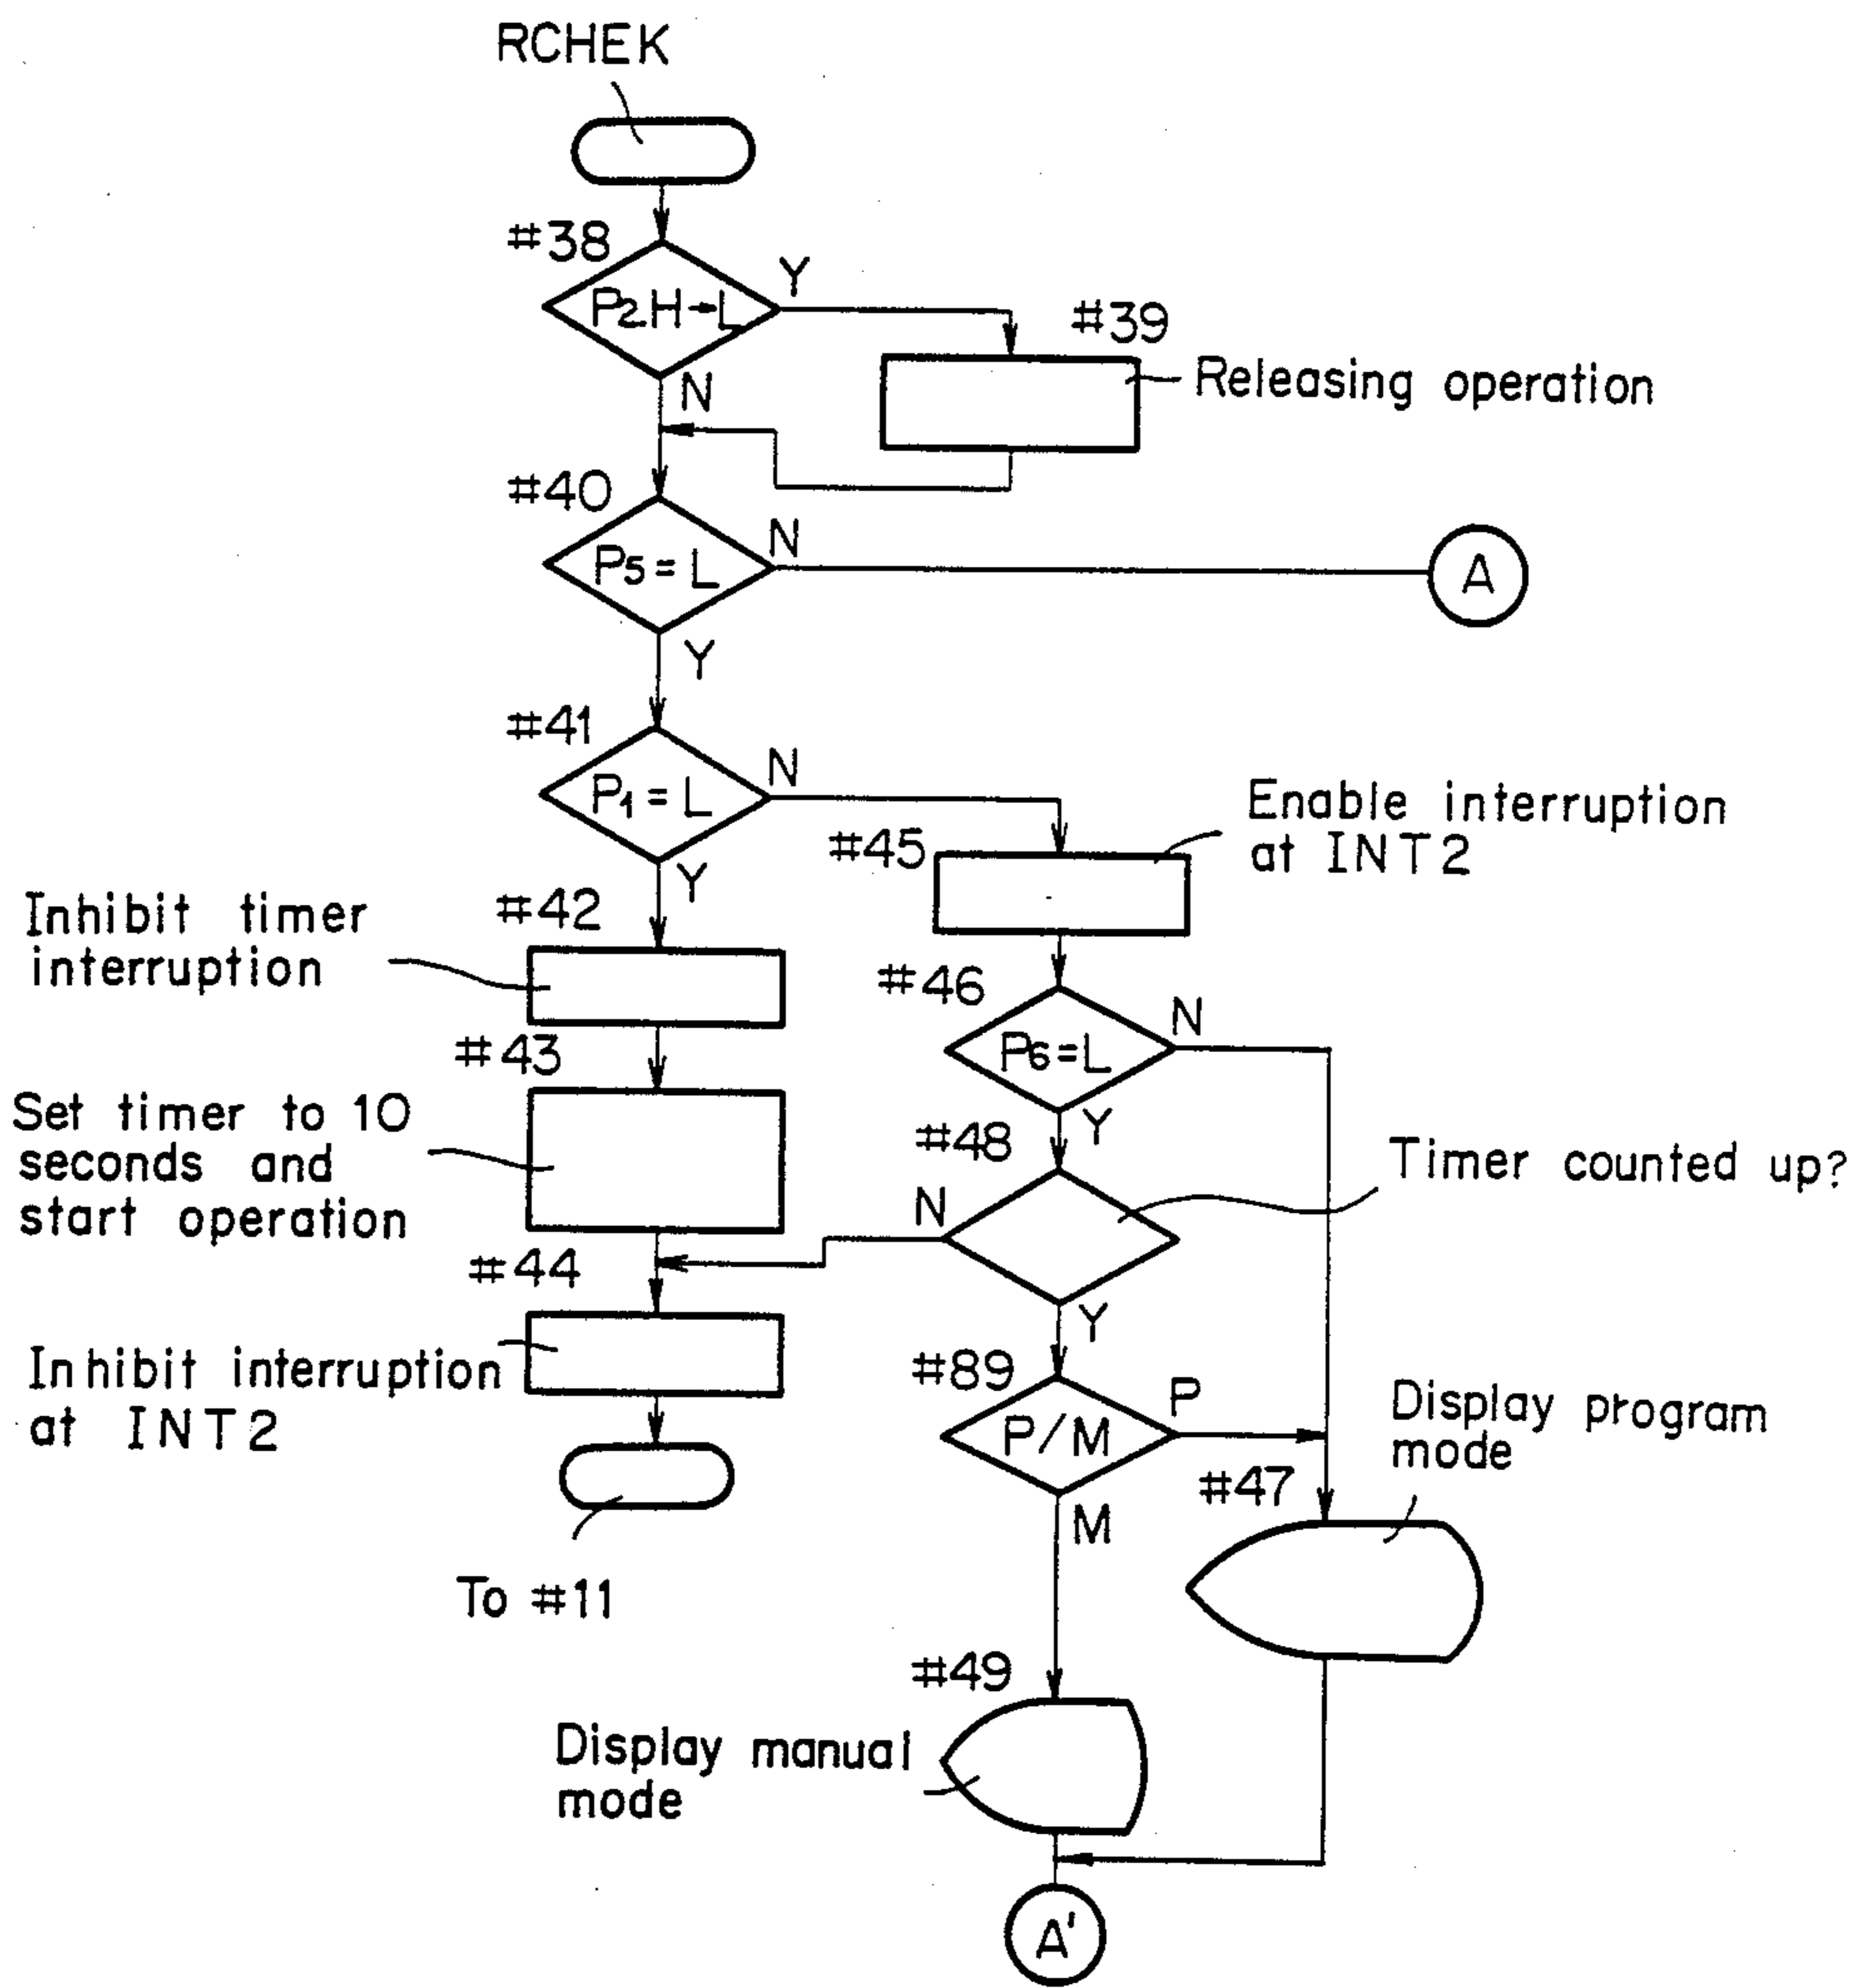 RCHEK
#38
P2H→L
Y
N
#39
Releasing operation
#40
P5=L
N
A
Y
#41
P1=L
N
Y
Enable interruption
at INT2
#45
Inhibit timer
interruption
#42
#46
P6=L
N
Y
#43
Set timer to 10
seconds and
start operation
#48
Timer counted up?
N
Y
#44
Inhibit interruption
at INT2
#89
P/M
P
M
Display program
mode
#47
To #11
#49
Display manual
mode
A'